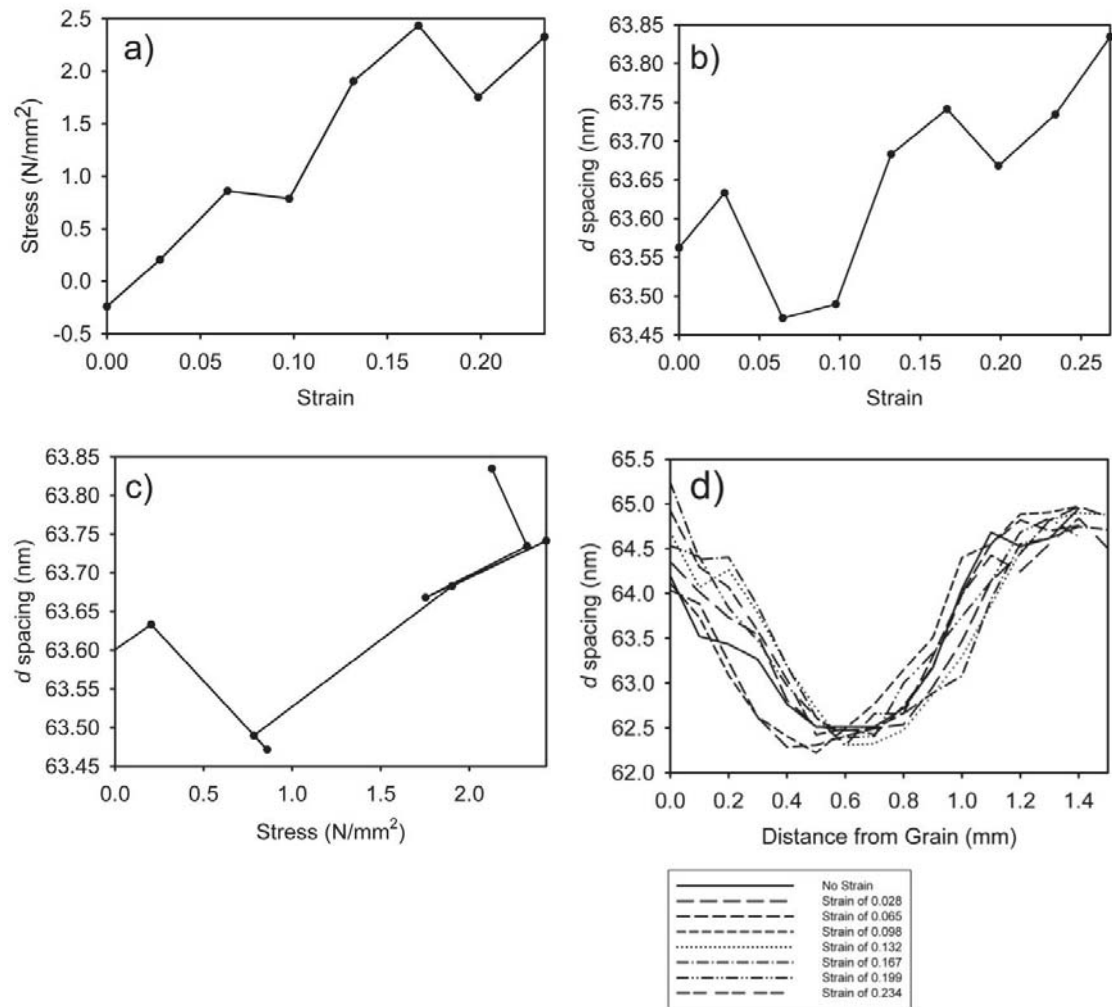 a)
Stress (N/mm²)
2.5
2.0
1.5
1.0
0.5
0.0
-0.5
0.00 0.05 0.10 0.15 0.20
Strain
b)
d spacing (nm)
63.85
63.80
63.75
63.70
63.65
63.60
63.55
63.50
63.45
0.00 0.05 0.10 0.15 0.20 0.25
Strain
c)
d spacing (nm)
63.85
63.80
63.75
63.70
63.65
63.60
63.55
63.50
63.45
0.0 0.5 1.0 1.5 2.0
Stress (N/mm²)
d)
d spacing (nm)
65.5
65.0
64.5
64.0
63.5
63.0
62.5
62.0
0.0 0.2 0.4 0.6 0.8 1.0 1.2 1.4
Distance from Grain (mm)
No Strain
Strain of 0.028
Strain of 0.065
Strain of 0.098
Strain of 0.132
Strain of 0.167
Strain of 0.199
Strain of 0.234